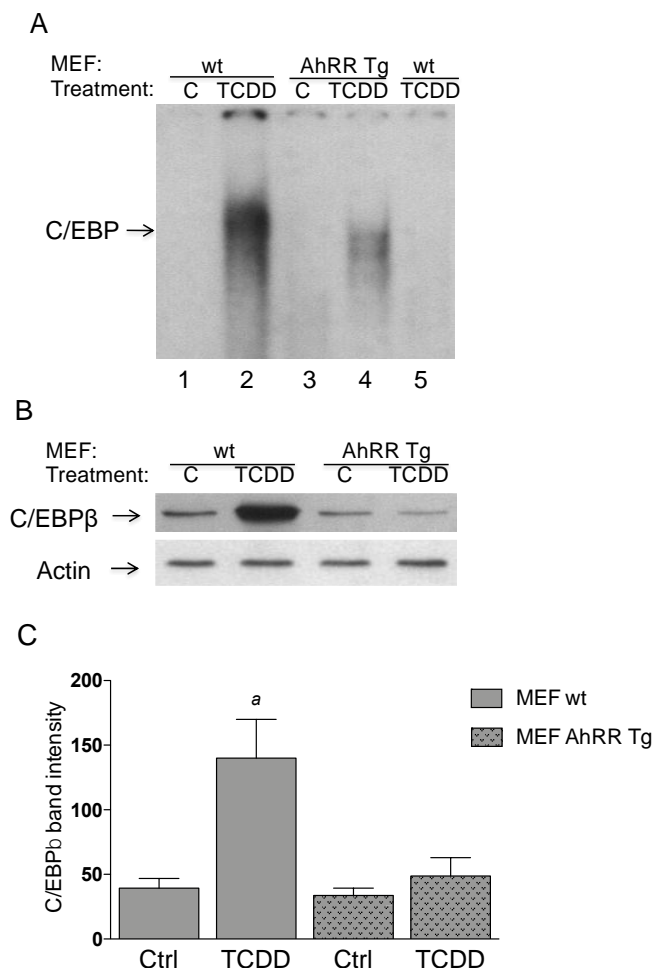 A
MEF: wt AhRR Tg wt
Treatment: C TCDD C TCDD TCDD
C/EBP →
1 2 3 4 5
B
MEF: wt AhRR Tg
Treatment: C TCDD C TCDD
C/EBPβ →
Actin →
C
200
150
100
50
0
C/EBPb band intensity
a
Ctrl TCDD Ctrl TCDD
MEF wt
MEF AhRR Tg